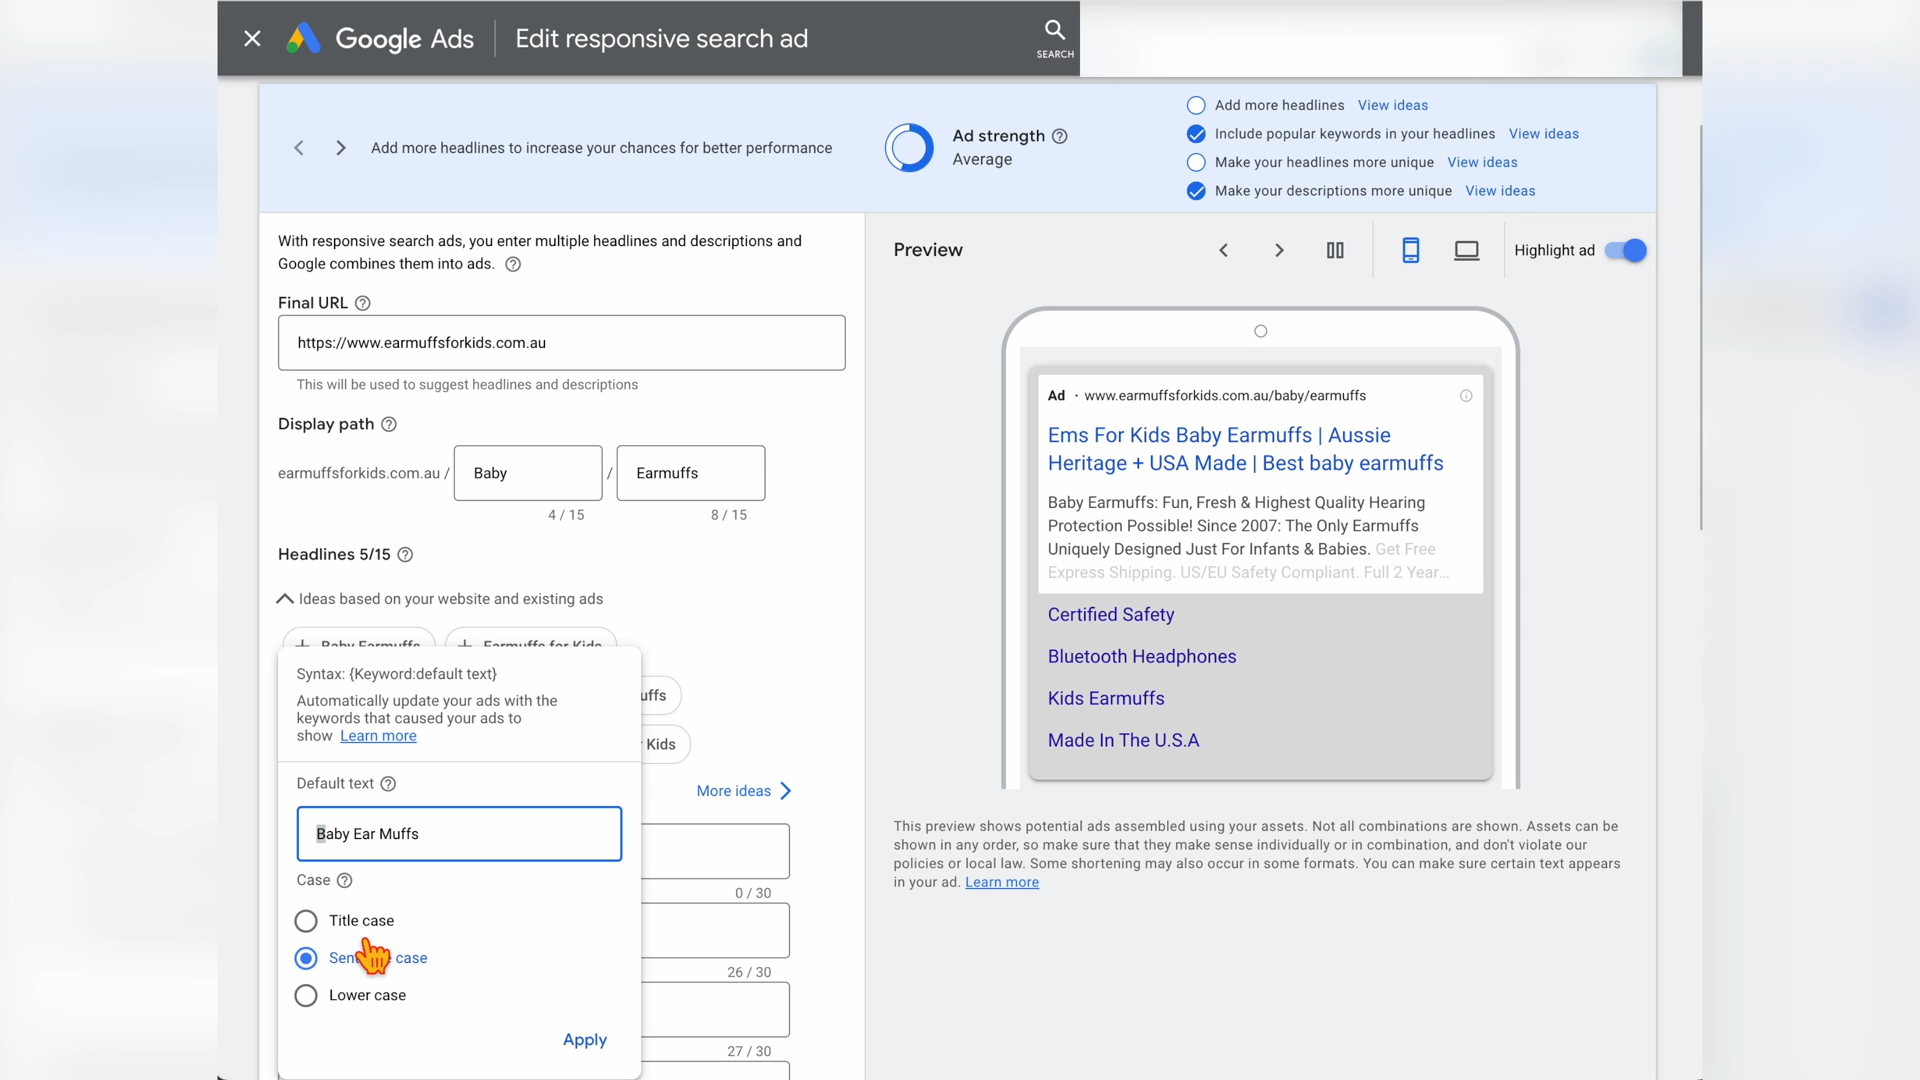 Google Ads
Edit responsive search ad
SEARCH
Add more headlines to increase your chances for better performance
Ad strength
Average
Add more headlines View ideas
Include popular keywords in your headlines View ideas
Make your headlines more unique View ideas
Make your descriptions more unique View ideas
With responsive search ads, you enter multiple headlines and descriptions and
Google combines them into ads.
Final URL
https://www.earmuffsforkids.com.au
This will be used to suggest headlines and descriptions
Display path
earmuffsforkids.com.au / Baby / Earmuffs
4 / 15
8 / 15
Headlines 5/15
Ideas based on your website and existing ads
+ Baby Earmuffs
+ Earmuffs for Kids
uffs
Kids
More ideas
0 / 30
26 / 30
27 / 30
Syntax: {Keyword:default text}
Automatically update your ads with the
keywords that caused your ads to
show Learn more
Default text
Baby Ear Muffs
Case
Title case
case
Lower case
Apply
Preview
Highlight ad
Ad · www.earmuffsforkids.com.au/baby/earmuffs
Ems For Kids Baby Earmuffs | Aussie
Heritage + USA Made | Best baby earmuffs
Baby Earmuffs: Fun, Fresh & Highest Quality Hearing
Protection Possible! Since 2007: The Only Earmuffs
Uniquely Designed Just For Infants & Babies. Get Free
Express Shipping. US/EU Safety Compliant. Full 2 Year...
Certified Safety
Bluetooth Headphones
Kids Earmuffs
Made In The U.S.A
This preview shows potential ads assembled using your assets. Not all combinations are shown. Assets can be
shown in any order, so make sure that they make sense individually or in combination, and don't violate our
policies or local law. Some shortening may also occur in some formats. You can make sure certain text appears
in your ad. Learn more